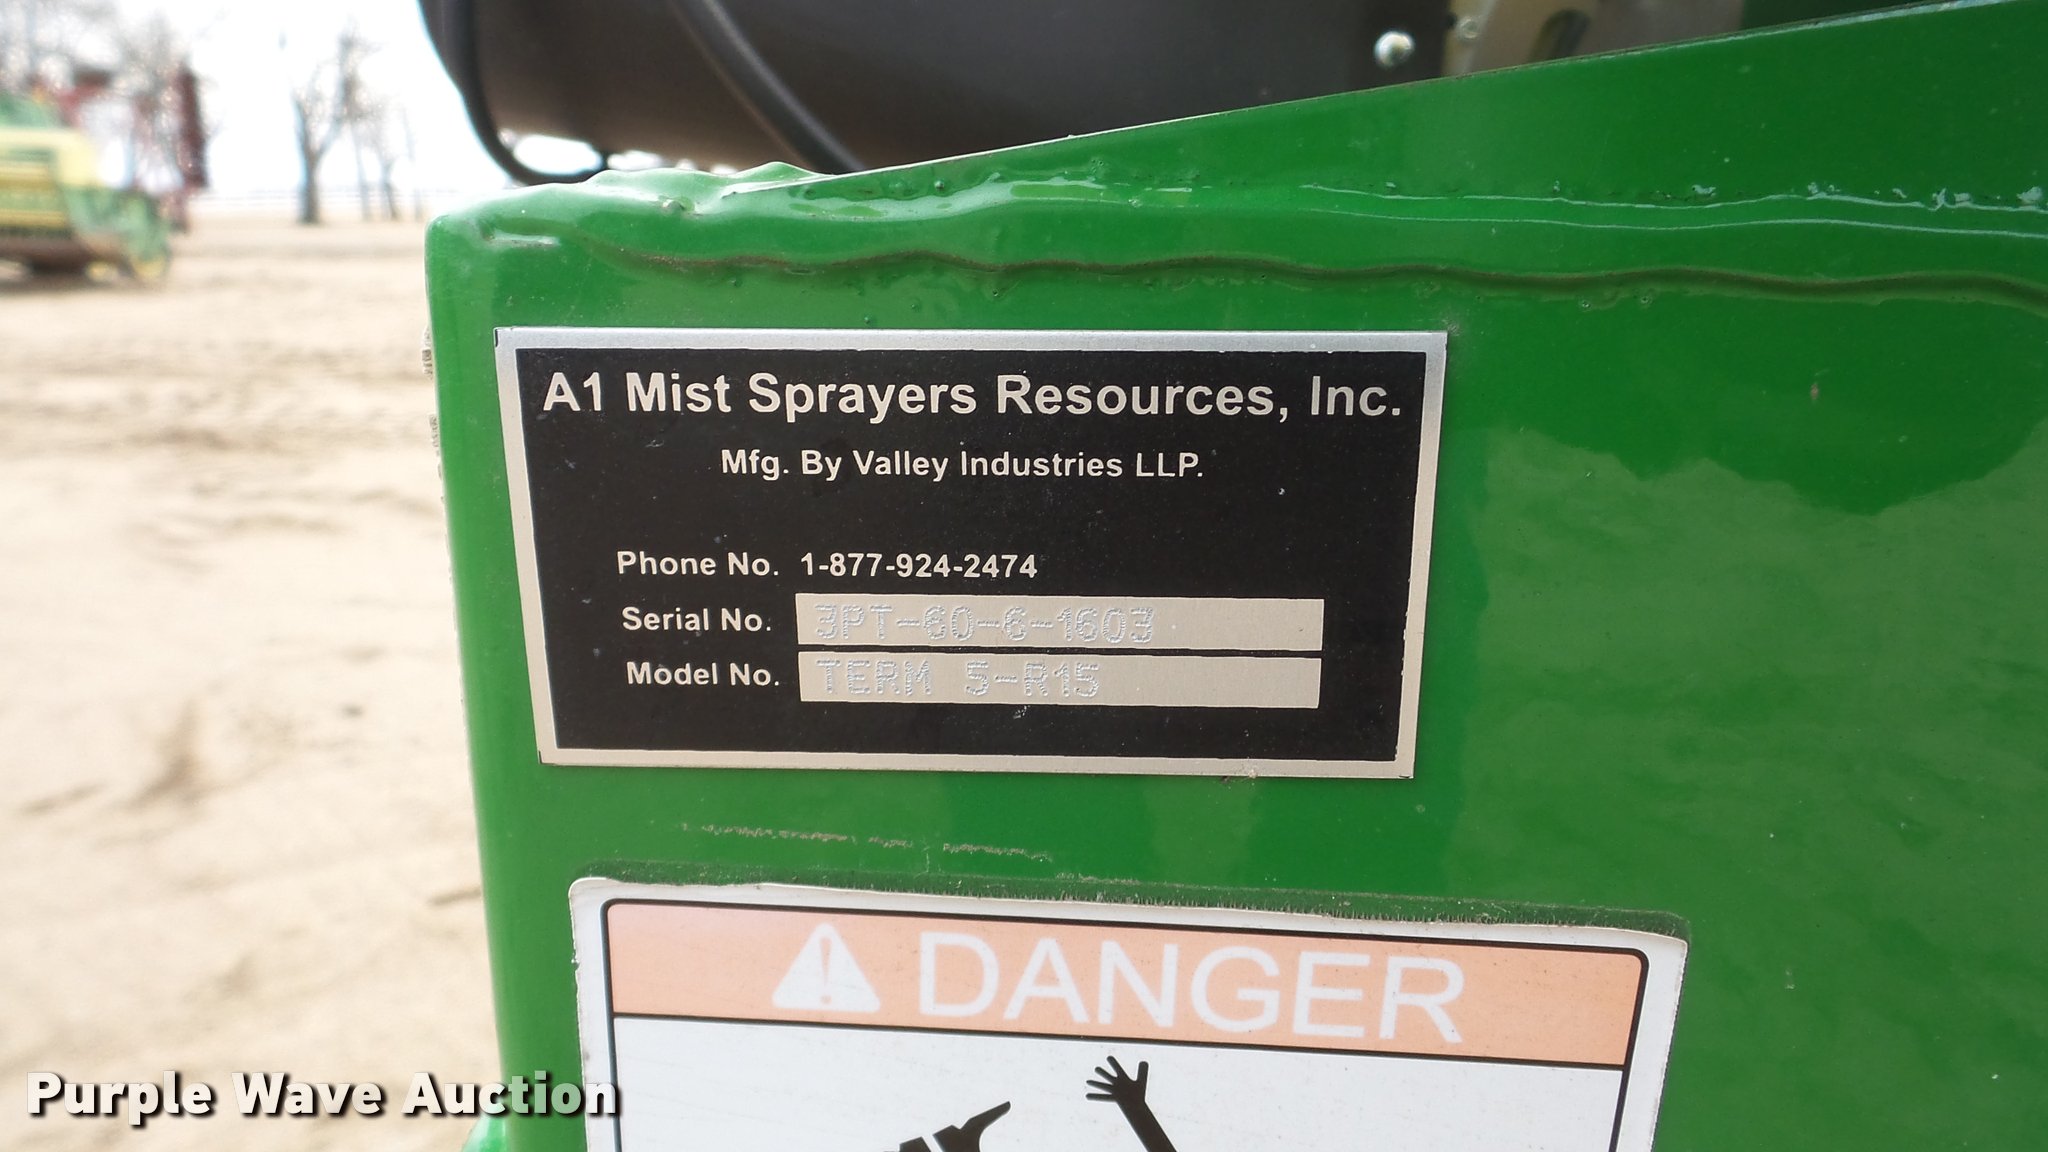 A1 Mist Sprayers Resources, Inc.
Mfg. By Valley Industries LLP.
Phone No. 1-877-924-2474
Serial No. 3PT-60-6-1603
Model No. TERM 5-R15
DANGER
Purple Wave Auction